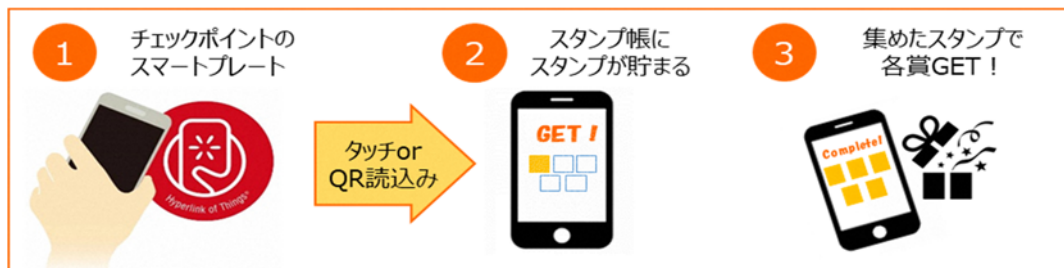 1
チェックポイントの
スマートプレート
Hyperlink of Things®
タッチor
QR読込み
2
スタンプ帳に
スタンプが貯まる
GET！
3
集めたスタンプで
各賞GET！
Complete!